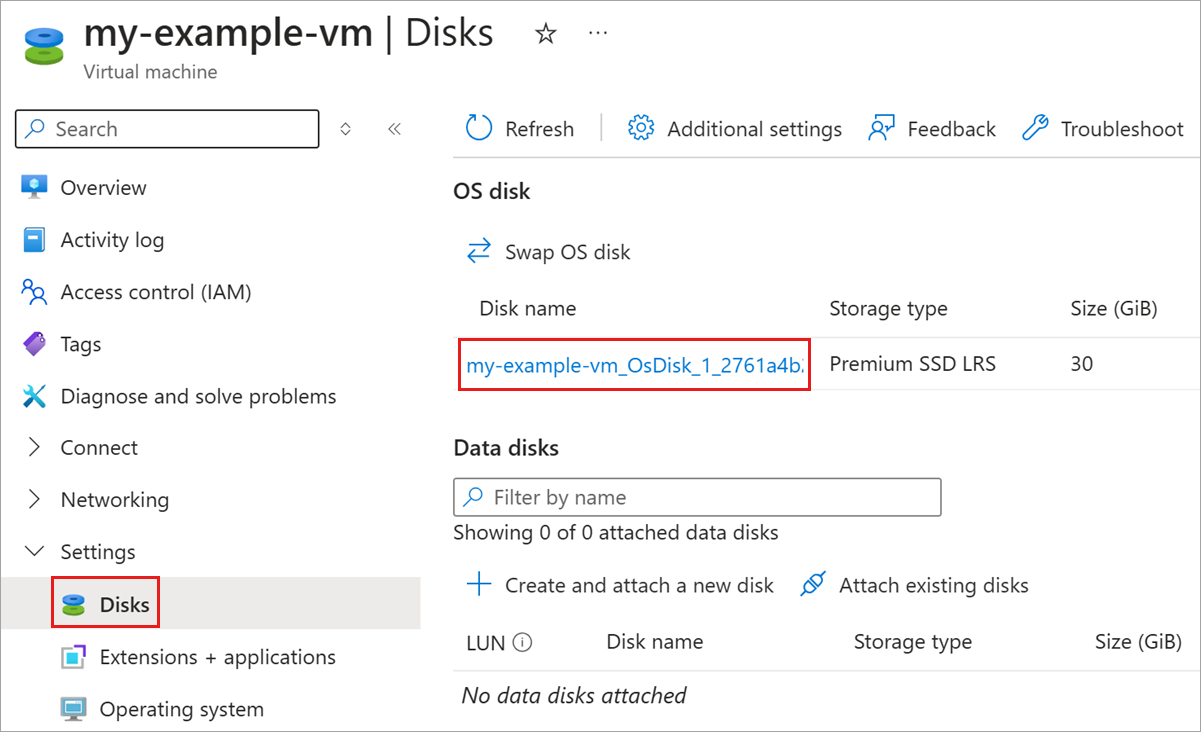 my-example-vm | Disks
Virtual machine
Search
Refresh
Additional settings
Feedback
Troubleshoot
Overview
Activity log
Access control (IAM)
Tags
Diagnose and solve problems
Connect
Networking
Settings
Disks
Extensions + applications
Operating system
OS disk
Swap OS disk
Disk name Storage type Size (GiB)
my-example-vm_OsDisk_1_2761a4b Premium SSD LRS 30
Data disks
Filter by name
Showing 0 of 0 attached data disks
Create and attach a new disk Attach existing disks
LUN Disk name Storage type Size (GiB)
No data disks attached